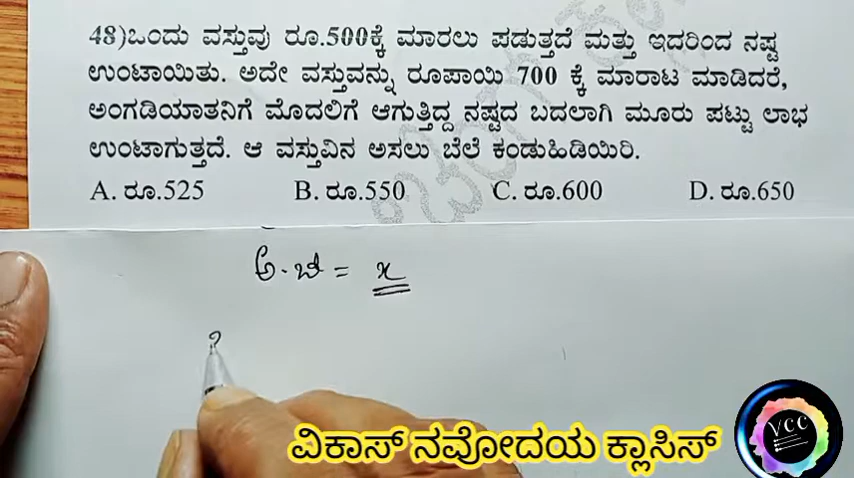 48)ಒಂದು ವಸ್ತುವು ರೂ.500ಕ್ಕೆ ಮಾರಲು ಪಡುತ್ತದೆ ಮತ್ತು ಇದರಿಂದ ನಷ್ಟ
ಉಂಟಾಯಿತು. ಅದೇ ವಸ್ತುವನ್ನು ರೂಪಾಯಿ 700 ಕ್ಕೆ ಮಾರಾಟ ಮಾಡಿದರೆ,
ಅಂಗಡಿಯಾತನಿಗೆ ಮೊದಲಿಗೆ ಆಗುತ್ತಿದ್ದ ನಷ್ಟದ ಬದಲಾಗಿ ಮೂರು ಪಟ್ಟು ಲಾಭ
ಉಂಟಾಗುತ್ತದೆ. ಆ ವಸ್ತುವಿನ ಅಸಲು ಬೆಲೆ ಕಂಡುಹಿಡಿಯಿರಿ.
A. ರೂ.525 B. ರೂ.550 C. ರೂ.600 D. ರೂ.650
ಅ.ಬೆ = x
ವಿಕಾಸ್ ನವೋದಯ ಕ್ಲಾಸಿಸ್
VCC